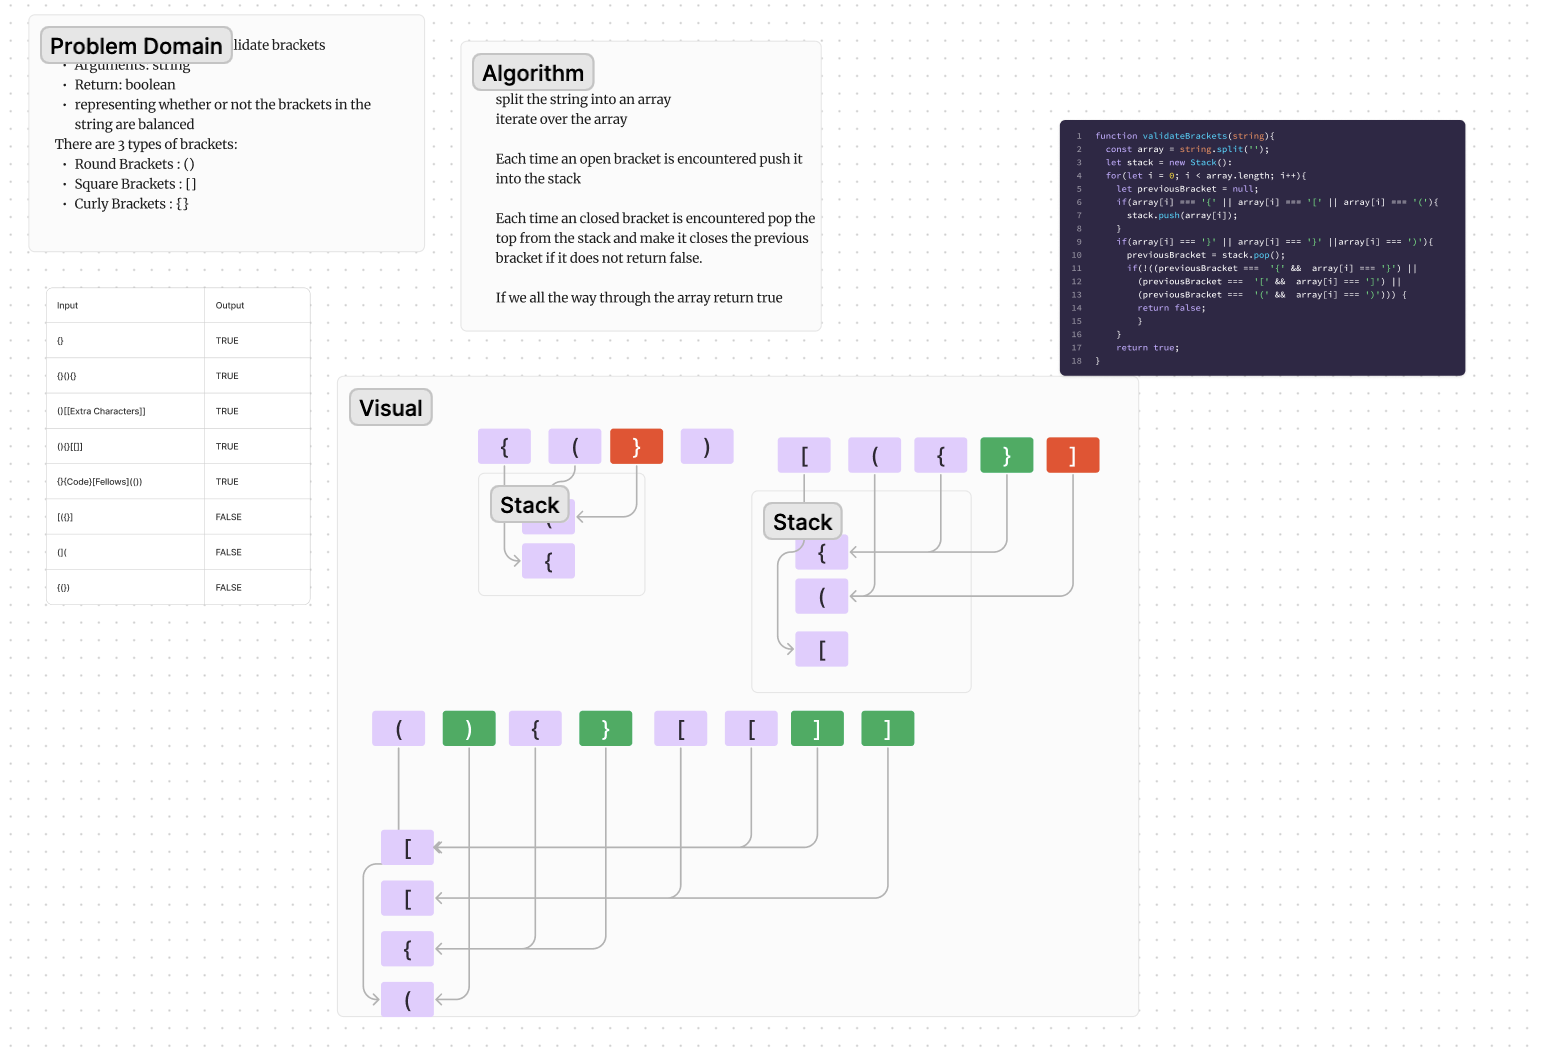 Problem Domain
lidate brackets
• Arguments: string
• Return: boolean
• representing whether or not the brackets in the
string are balanced
There are 3 types of brackets:
• Round Brackets : ()
• Square Brackets : []
• Curly Brackets : {}
Algorithm
split the string into an array
iterate over the array
Each time an open bracket is encountered push it
into the stack
Each time an closed bracket is encountered pop the
top from the stack and make it closes the previous
bracket if it does not return false.
If we all the way through the array return true
1 function validateBrackets(string){
2 const array = string.split('');
3 let stack = new Stack():
4 for(let i = 0; i < array.length; i++){
5 let previousBracket = null;
6 if(array[i] === '{' || array[i] === '[' || array[i] === '('){
7 stack.push(array[i]);
8 }
9 if(array[i] === '}' || array[i] === '}' ||array[i] === ')'){
10 previousBracket = stack.pop();
11 if(!((previousBracket === '{' && array[i] === '}') ||
12 (previousBracket === '[' && array[i] === ']') ||
13 (previousBracket === '(' && array[i] === ')'))) {
14 return false;
15 }
16 }
17 return true;
18 }
Input Output
{} TRUE
{}(){} TRUE
()[[Extra Characters]] TRUE
(){}[[]] TRUE
{}{Code}[Fellows](()) TRUE
[({}] FALSE
(]( FALSE
{(}) FALSE
Visual
{ ( } )
Stack
(
{
[ ( { } ]
Stack
{
(
[
( ) { } [ [ ] ]
[
[
{
(